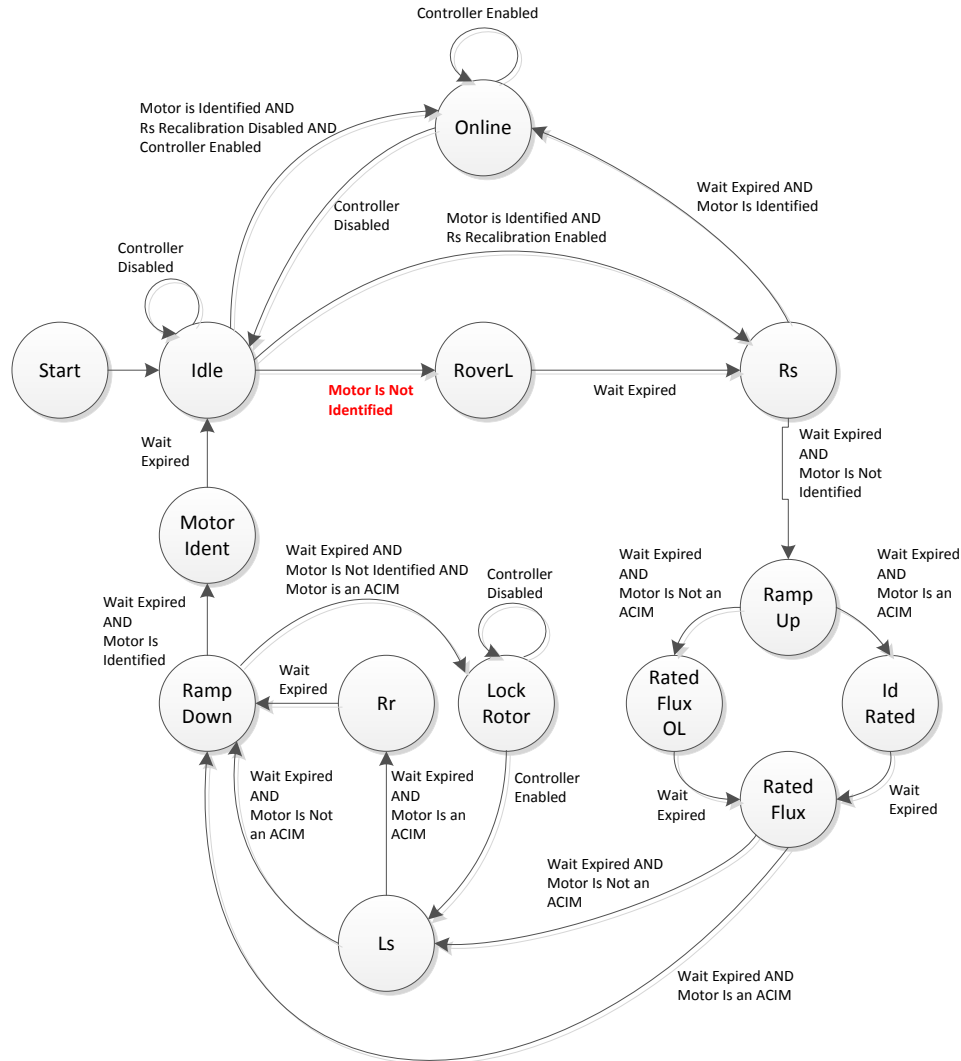 Controller Enabled
Online
Motor is Identified AND
Rs Recalibration Disabled AND
Controller Enabled
Wait Expired AND
Motor Is Identified
Controller
Disabled
Motor is Identified AND
Rs Recalibration Enabled
Controller
Disabled
Start
Idle
RoverL
Rs
Motor Is Not
Identified
Wait Expired
Wait
Expired
Wait Expired
AND
Motor Is Not
Identified
Motor
Ident
Wait Expired AND
Motor Is Not Identified AND
Motor is an ACIM
Controller
Disabled
Wait Expired
AND
Motor Is Not an
ACIM
Ramp
Up
Wait Expired
AND
Motor Is an
ACIM
Wait Expired
AND
Motor Is
Identified
Ramp
Down
Wait
Expired
Rr
Lock
Rotor
Rated
Flux
OL
Id
Rated
Wait Expired
AND
Motor Is Not
an ACIM
Wait Expired
AND
Motor Is an
ACIM
Controller
Enabled
Wait
Expired
Rated
Flux
Wait
Expired
Wait Expired AND
Motor Is Not an
ACIM
Ls
Wait Expired AND
Motor Is an ACIM